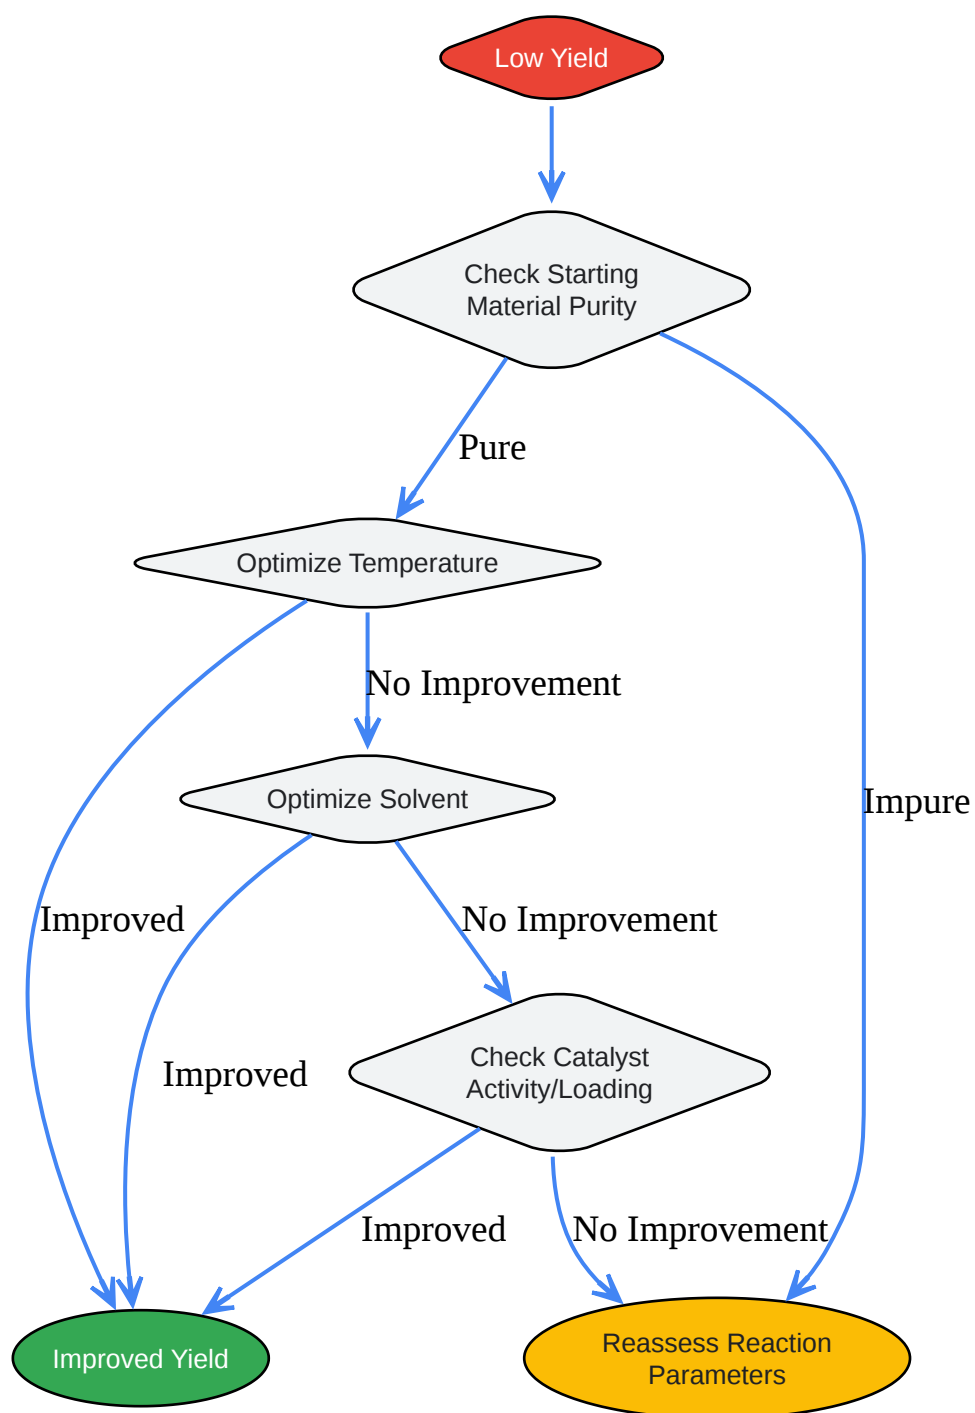 Low Yield
Check Starting
Material Purity
Pure
Optimize Temperature
No Improvement
Optimize Solvent
Impure
Improved
No Improvement
Check Catalyst
Activity/Loading
Improved
Improved
No Improvement
Improved Yield
Reassess Reaction
Parameters